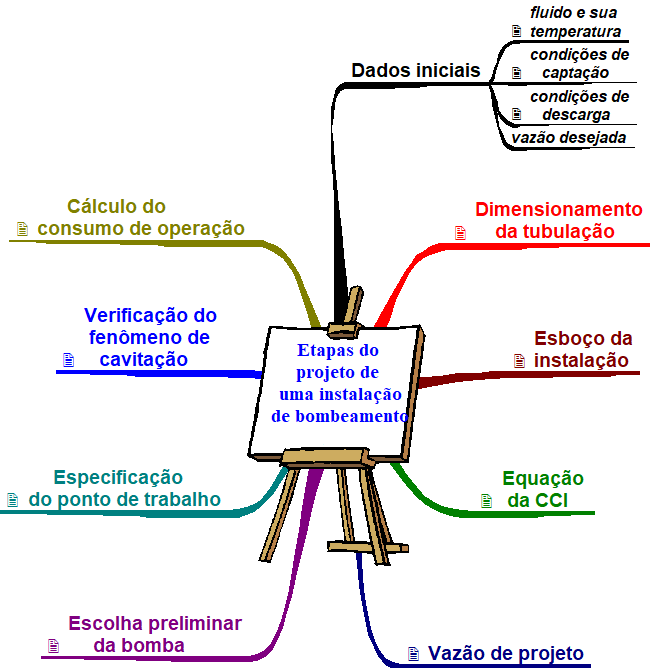 fluido e sua
temperatura
condições de
captação
condições de
descarga
vazão desejada
Dados iniciais
Dimensionamento
da tubulação
Esboço da
instalação
Equação
da CCI
Vazão de projeto
Escolha preliminar
da bomba
Especificação
do ponto de trabalho
Verificação do
fenômeno de
cavitação
Cálculo do
consumo de operação
Etapas do
projeto de
uma instalação
de bombeamento